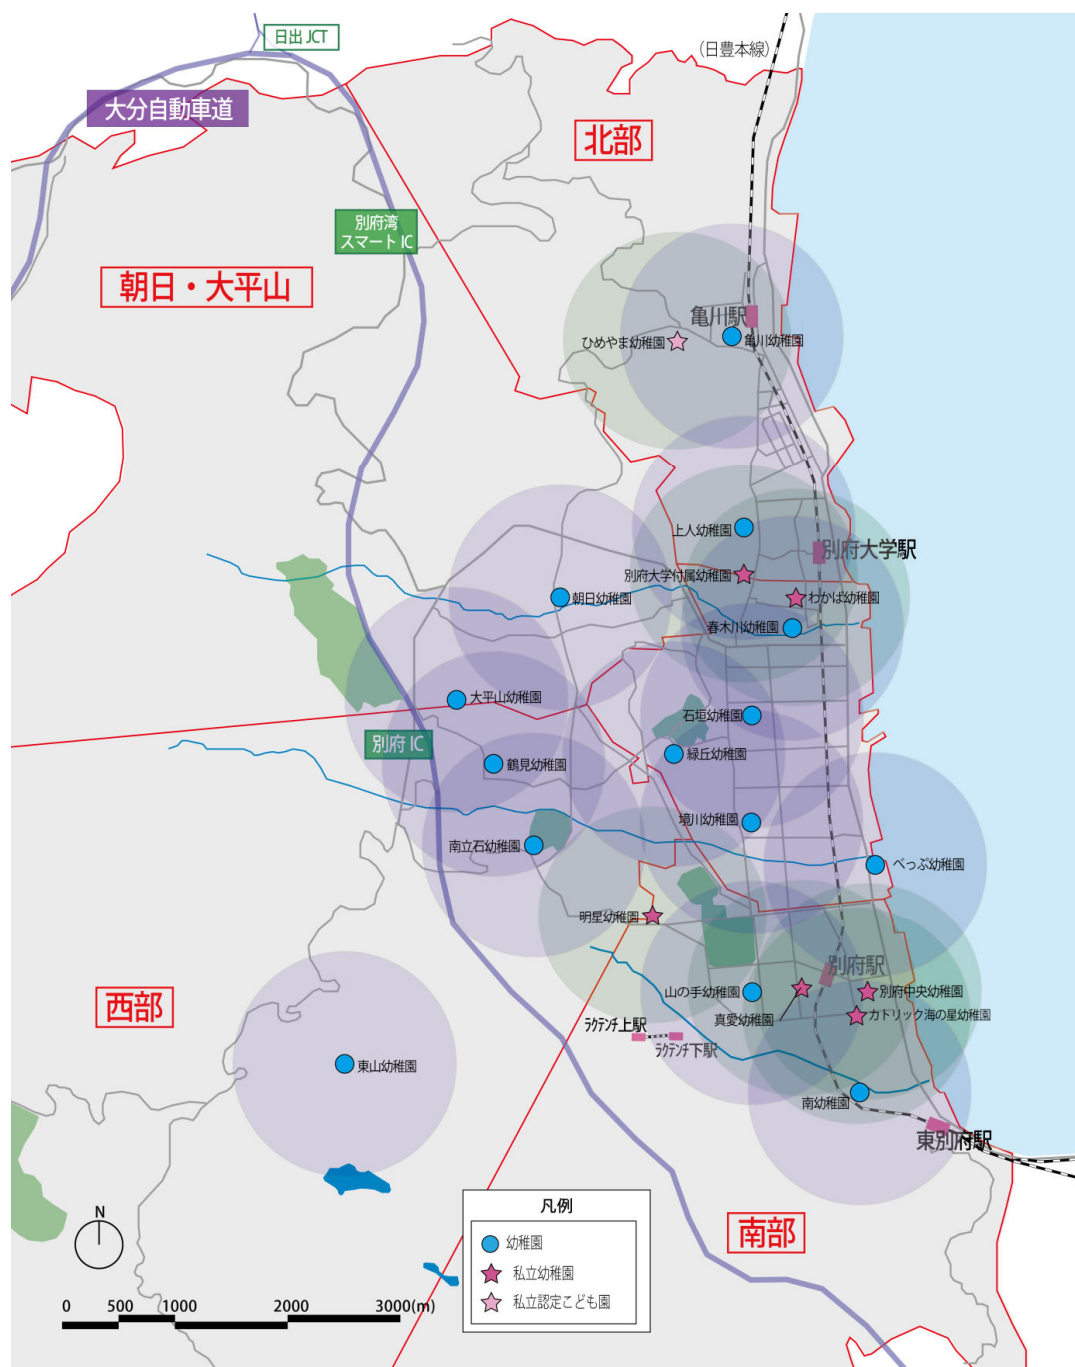 日出 JCT
(日豊本線)
大分自動車道
北部
別府湾
スマート IC
朝日・大平山
亀川駅
ひめやま幼稚園
亀川幼稚園
上人幼稚園
別府大学駅
別府大学付属幼稚園
朝日幼稚園
わかば幼稚園
春木川幼稚園
大平山幼稚園
石垣幼稚園
別府 IC
緑丘幼稚園
鶴見幼稚園
境川幼稚園
南立石幼稚園
べっぷ幼稚園
明星幼稚園
別府駅
山の手幼稚園
別府中央幼稚園
西部
真愛幼稚園
カトリック海の星幼稚園
ラクテンチ上駅
ラクテンチ下駅
東山幼稚園
南幼稚園
東別府駅
凡例
幼稚園
私立幼稚園
私立認定こども園
南部
N
0 500 1000 2000 3000(m)